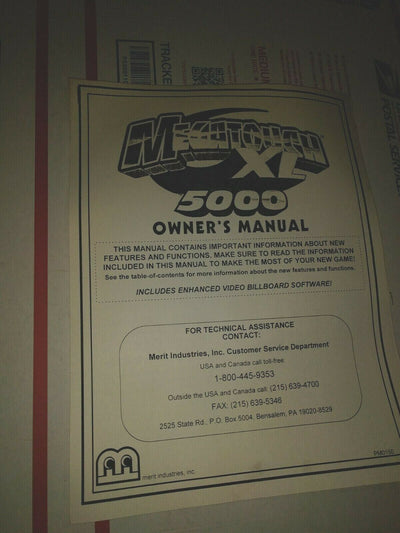 TRACKE
MEDIUM
POSTAL SERVICE
MEGATOUCH
XL
5000
OWNER'S MANUAL
THIS MANUAL CONTAINS IMPORTANT INFORMATION ABOUT NEW
FEATURES AND FUNCTIONS. MAKE SURE TO READ THE INFORMATION
INCLUDED IN THIS MANUAL TO MAKE THE MOST OF YOUR NEW GAME!
See the table-of-contents for more information about the new features and functions.
INCLUDES ENHANCED VIDEO BILLBOARD SOFTWARE!
FOR TECHNICAL ASSISTANCE
CONTACT:
Merit Industries, Inc. Customer Service Department
USA and Canada call toll-free:
1-800-445-9353
Outside the USA and Canada call: (215) 639-4700
FAX: (215) 639-5346
2525 State Rd., P.O. Box 5004, Bensalem, PA 19020-8529
merit industries, inc.
PM0155